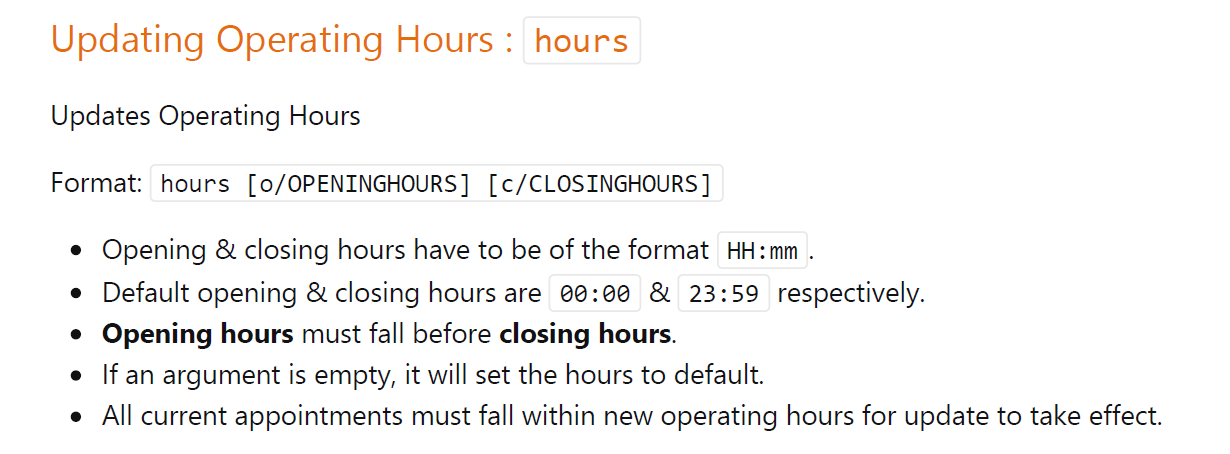 Updating Operating Hours : hours
Updates Operating Hours
Format: hours [o/OPENINGHOURS] [c/CLOSINGHOURS]
• Opening & closing hours have to be of the format HH:mm.
• Default opening & closing hours are 00:00 & 23:59 respectively.
• Opening hours must fall before closing hours.
• If an argument is empty, it will set the hours to default.
• All current appointments must fall within new operating hours for update to take effect.